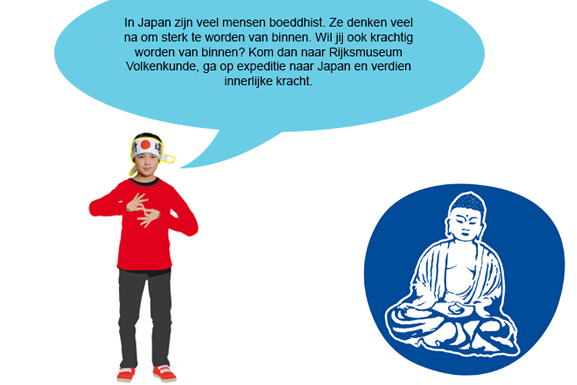 In Japan zijn veel mensen boeddhist. Ze denken veel
na om sterk te worden van binnen. Wil jij ook krachtig
worden van binnen? Kom dan naar Rijksmuseum
Volkenkunde, ga op expeditie naar Japan en verdien
innerlijke kracht.